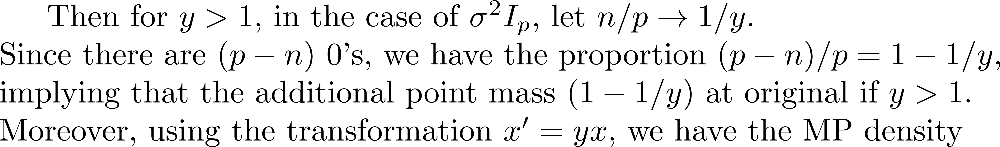 Then for $y > 1$, in the case of $\sigma^2 I_p$, let $n/p \to 1/y$.
Since there are $(p - n)$ 0's, we have the proportion $(p - n)/p = 1 - 1/y$,
implying that the additional point mass $(1 - 1/y)$ at original if $y > 1$.
Moreover, using the transformation $x' = yx$, we have the MP density